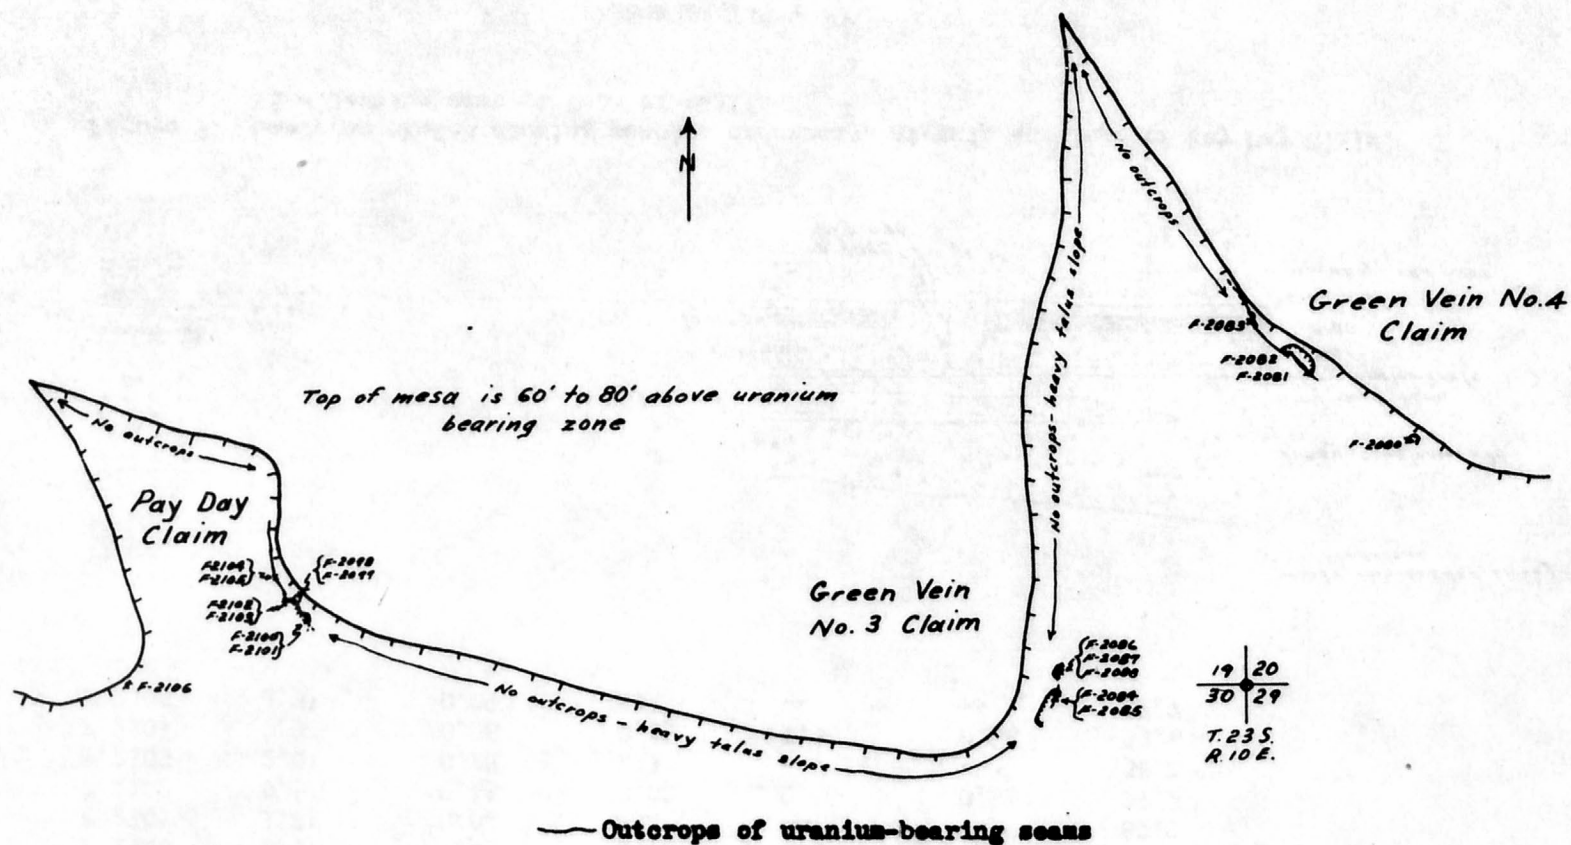 N
No outcrops
Green Vein No.4
Claim
F-2083
F-2082
F-2081
F-2080
No outcrops - heavy talus slope
Top of mesa is 60' to 80' above uranium
bearing zone
No outcrops
Pay Day
Claim
F-2098
F-2099
F-2104
F-2102
F-2103
F-2100
F-2101
F-2106
No outcrops - heavy talus slope
Green Vein
No. 3 Claim
F-2086
F-2087
F-2088
F-2084
F-2085
19 20
30 29
T. 23 S.
R. 10 E.
Outcrops of uranium-bearing seams